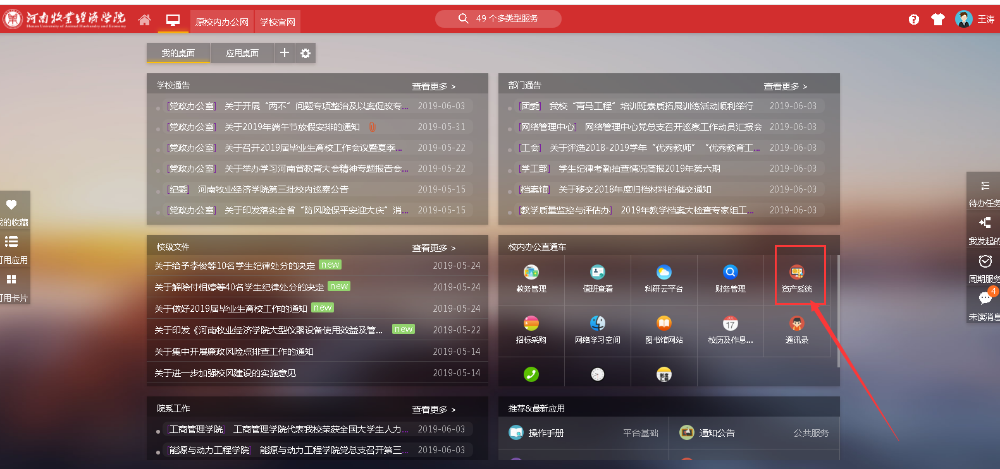 河南牧业经济学院
Henan University of Animal Husbandry and Economy
原校内办公网
学校官网
49 个多类型服务
王涛
我的桌面
应用桌面
学校通告
查看更多 >
[党政办公室] 关于开展“两不”问题专项整治及以案促改专... 2019-06-03
[党政办公室] 关于2019年端午节放假安排的通知 2019-05-31
[党政办公室] 关于召开2019届毕业生离校工作会议暨夏季... 2019-05-22
[党政办公室] 关于举办学习河南省教育大会精神专题报告会... 2019-05-22
[纪委] 河南牧业经济学院第三批校内巡察公告 2019-05-15
[党政办公室] 关于印发落实全省“防风险保平安迎大庆”消... 2019-05-15
部门通告
查看更多 >
[团委] 我校“青马工程”培训班素质拓展训练活动顺利举行 2019-06-03
[网络管理中心] 网络管理中心党总支召开巡察工作动员汇报会 2019-06-03
[工会] 关于评选2018-2019学年“优秀教师”“优秀教育工... 2019-06-03
[学工部] 学生纪律考勤抽查情况简报2019年第六期 2019-06-03
[档案馆] 关于移交2018年度归档材料的催交通知 2019-06-03
[教学质量监控与评估办] 2019年教学档案大检查专家组工... 2019-06-03
我的收藏
可用应用
可用卡片
待办任务
我发起的
周期服务
4
未读消息
校级文件
查看更多 >
关于给予李俊等10名学生纪律处分的决定 new 2019-05-24
关于解除付相婷等40名学生纪律处分的决定 new 2019-05-24
关于做好2019届毕业生离校工作的通知 new 2019-05-24
关于印发《河南牧业经济学院大型仪器设备使用效益及管... new 2019-05-22
关于集中开展廉政风险点排查工作的通知 2019-05-14
关于进一步加强校风建设的实施意见 2019-05-14
校内办公直通车
教务管理
值班查看
科研云平台
财务管理
资产系统
招标采购
网络学习空间
图书馆网站
17
校历及作息...
通讯录
制度
院系工作
查看更多 >
[工商管理学院] 工商管理学院代表我校荣获全国大学生人力... 2019-06-03
[能源与动力工程学院] 能源与动力工程学院党总支召开第三... 2019-06-03
推荐&最新应用
操作手册 平台基础
通知公告 公共服务